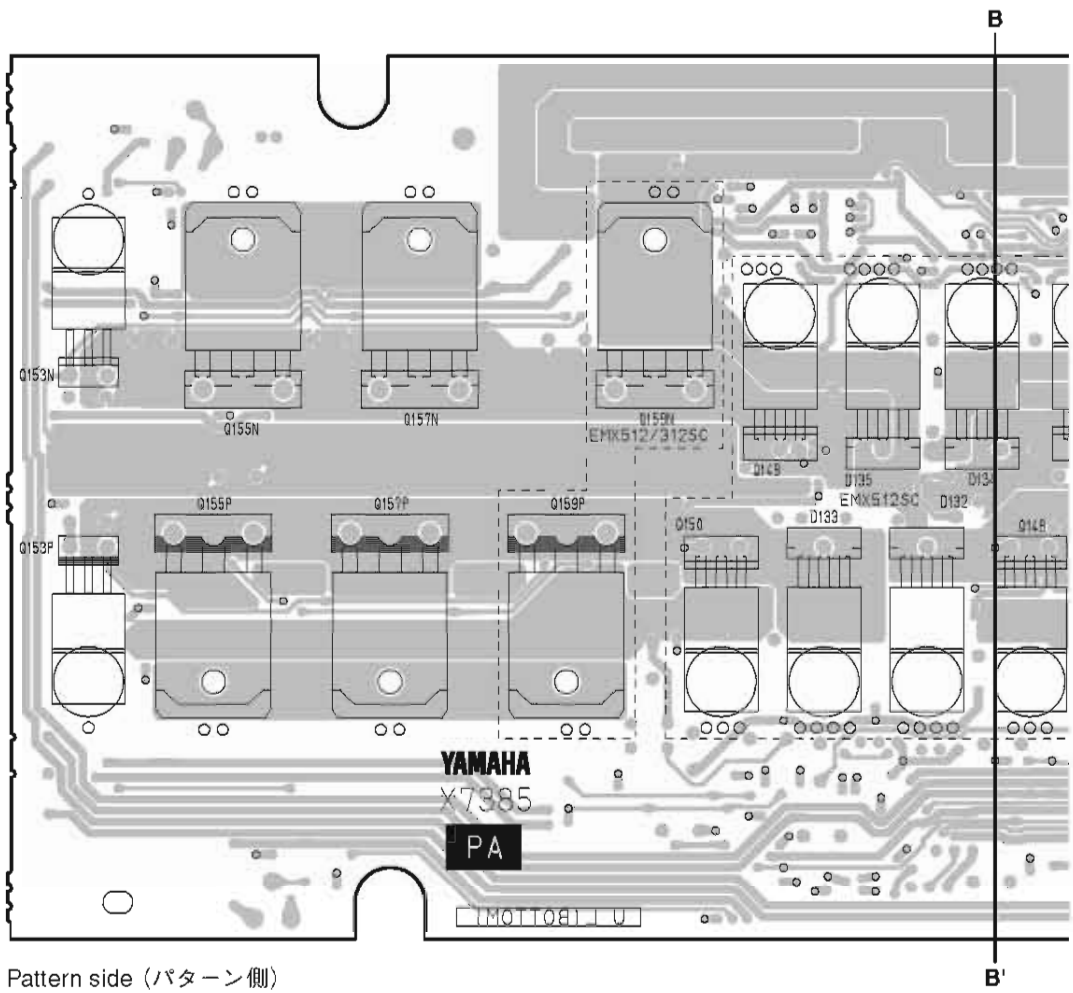 B
Q153N
Q155N
Q157N
Q159N
EMX512/312SC
Q149
D135
D134
EMX512SC
D132
Q155P
Q157P
Q159P
Q150
D133
Q148
Q153P
YAMAHA
X7385
PA
Pattern side (パターン側)
B'